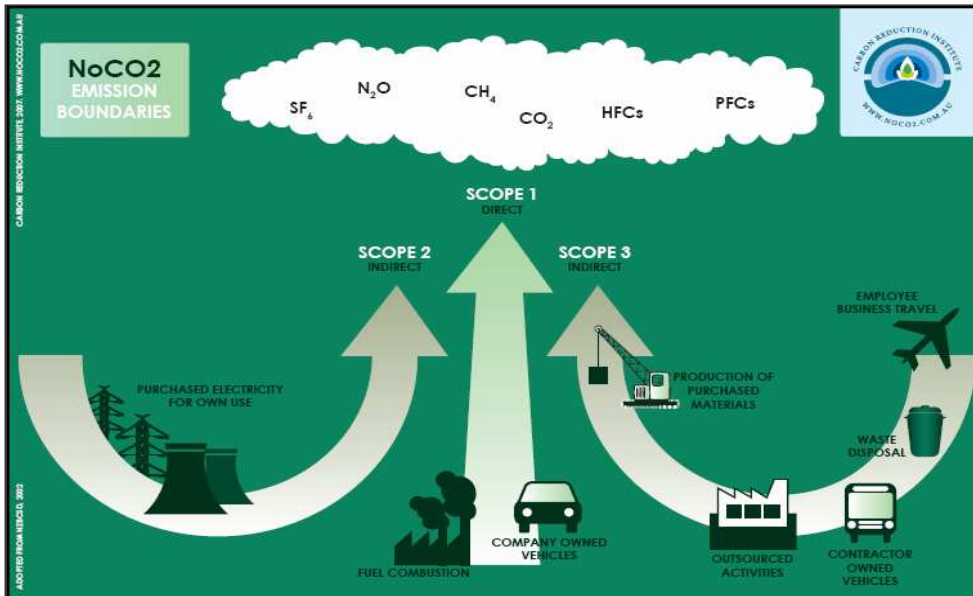 NoCO2
EMISSION
BOUNDARIES
CARBON REDUCTION INSTITUTE, 2007. WWW.NOCO2.COM.AU
SF₆
N₂O
CH₄
CO₂
HFCs
PFCs
CARBON REDUCTION INSTITUTE
WWW.NOCO2.COM.AU
SCOPE 1
DIRECT
SCOPE 2
INDIRECT
SCOPE 3
INDIRECT
EMPLOYEE
BUSINESS TRAVEL
PURCHASED ELECTRICITY
FOR OWN USE
PRODUCTION OF
PURCHASED
MATERIALS
WASTE
DISPOSAL
COMPANY OWNED
VEHICLES
FUEL COMBUSTION
OUTSOURCED
ACTIVITIES
CONTRACTOR
OWNED
VEHICLES